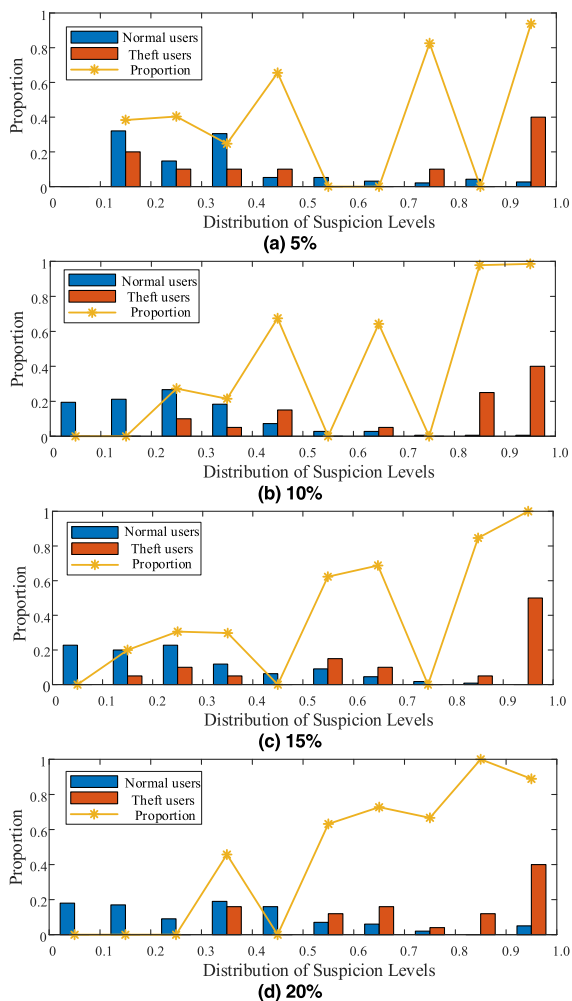 1
Normal users
Theft users
Proportion
0.8
0.6
0.4
0.2
0
Proportion
0 0.1 0.2 0.3 0.4 0.5 0.6 0.7 0.8 0.9 1.0
Distribution of Suspicion Levels
(a) 5%
1
Normal users
Theft users
Proportion
0.8
0.6
0.4
0.2
0
Proportion
0 0.1 0.2 0.3 0.4 0.5 0.6 0.7 0.8 0.9 1.0
Distribution of Suspicion Levels
(b) 10%
1
Normal users
Theft users
Proportion
0.8
0.6
0.4
0.2
0
Proportion
0 0.1 0.2 0.3 0.4 0.5 0.6 0.7 0.8 0.9 1.0
Distribution of Suspicion Levels
(c) 15%
1
Normal users
Theft users
Proportion
0.8
0.6
0.4
0.2
0
Proportion
0 0.1 0.2 0.3 0.4 0.5 0.6 0.7 0.8 0.9 1.0
Distribution of Suspicion Levels
(d) 20%